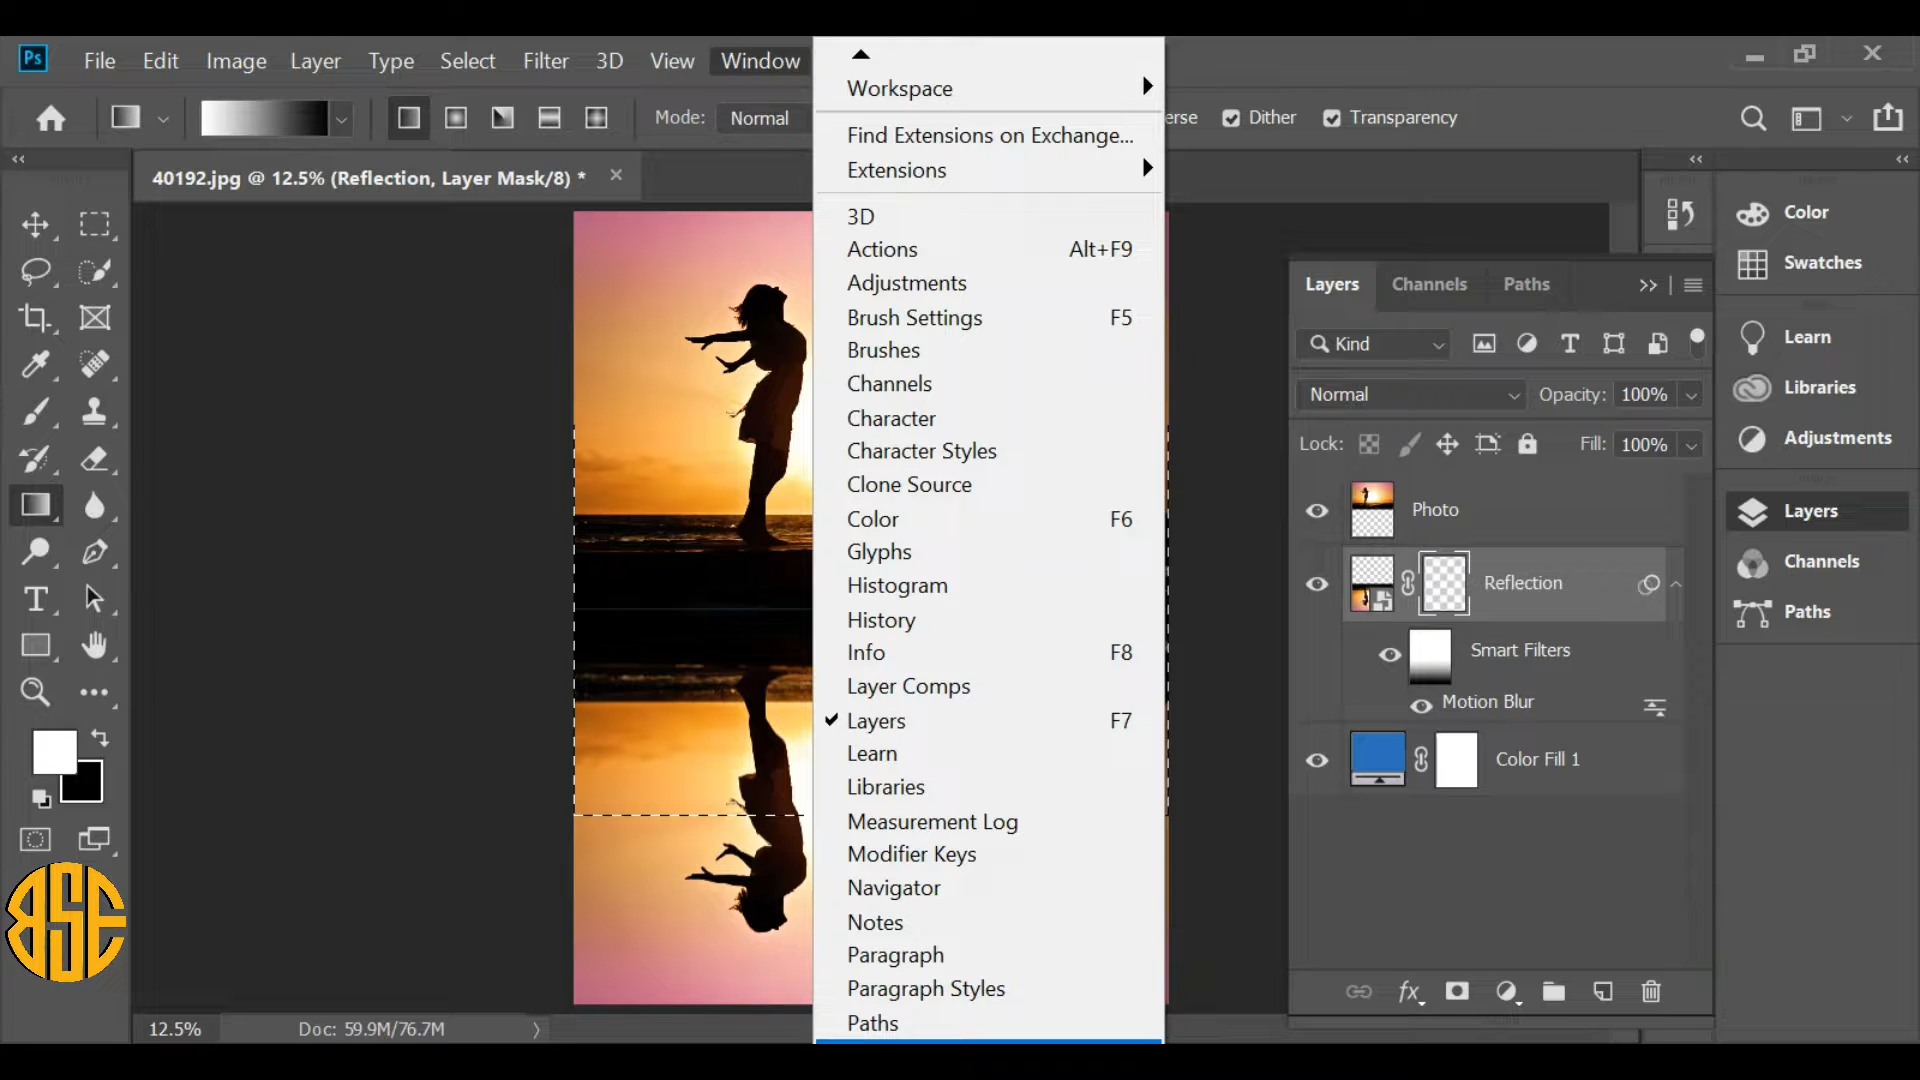 Ps
File Edit Image Layer Type Select Filter 3D View Window
Mode: Normal
erse Dither Transparency
40192.jpg @ 12.5% (Reflection, Layer Mask/8) *
Workspace
Find Extensions on Exchange...
Extensions
3D
Actions Alt+F9
Adjustments
Brush Settings F5
Brushes
Channels
Character
Character Styles
Clone Source
Color F6
Glyphs
Histogram
History
Info F8
Layer Comps
Layers F7
Learn
Libraries
Measurement Log
Modifier Keys
Navigator
Notes
Paragraph
Paragraph Styles
Paths
Layers Channels Paths
Kind
Normal Opacity: 100%
Lock: Fill: 100%
Photo
Reflection
Smart Filters
Motion Blur
Color Fill 1
fx
Color
Swatches
Learn
Libraries
Adjustments
Layers
Channels
Paths
BSE
12.5% Doc: 59.9M/76.7M